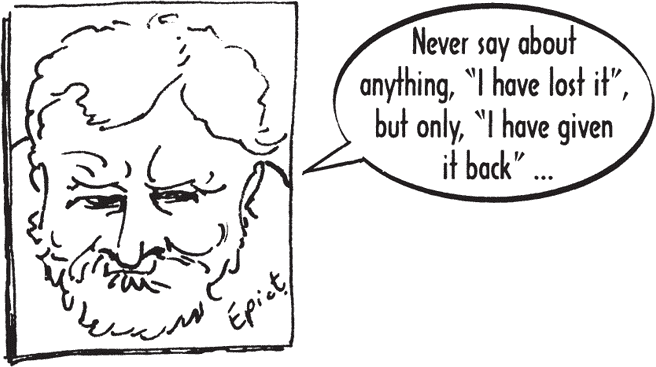 Never say about
anything, “I have lost it”,
but only, “I have given
it back” ...
Epict.